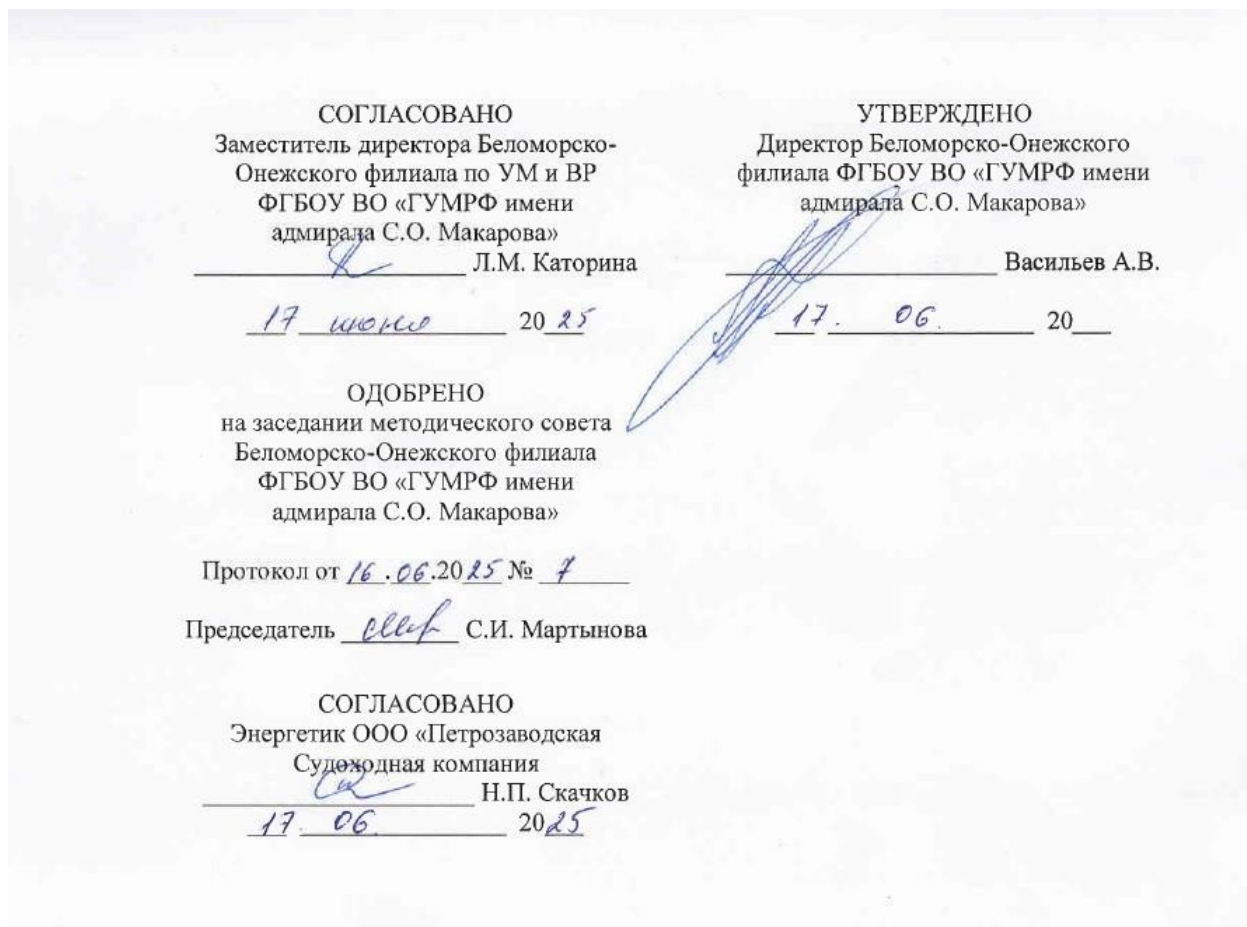 СОГЛАСОВАНО
Заместитель директора Беломорско-
Онежского филиала по УМ и ВР
ФГБОУ ВО «ГУМРФ имени
адмирала С.О. Макарова»
Л.М. Каторина
17 июня 20 25
УТВЕРЖДЕНО
Директор Беломорско-Онежского
филиала ФГБОУ ВО «ГУМРФ имени
адмирала С.О. Макарова»
Васильев А.В.
17. 06. 20
ОДОБРЕНО
на заседании методического совета
Беломорско-Онежского филиала
ФГБОУ ВО «ГУМРФ имени
адмирала С.О. Макарова»
Протокол от 16.06.2025 № 7
Председатель С.И. Мартынова
СОГЛАСОВАНО
Энергетик ООО «Петрозаводская
Судоходная компания
Н.П. Скачков
17. 06. 2025